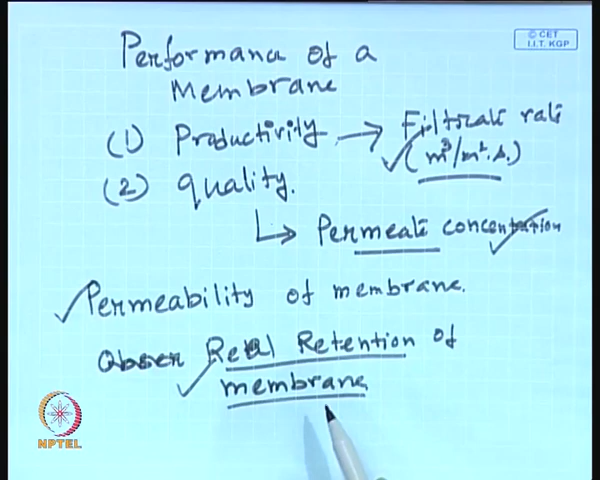 © CET
I.I.T. KGP
Performance of a
Membrane
(1) Productivity → Filtrate rate
(m³/m².s.)
(2) Quality.
↳ Permeate concentration
Permeability of membrane.
Obser Real Retention of
membrane
NPTEL